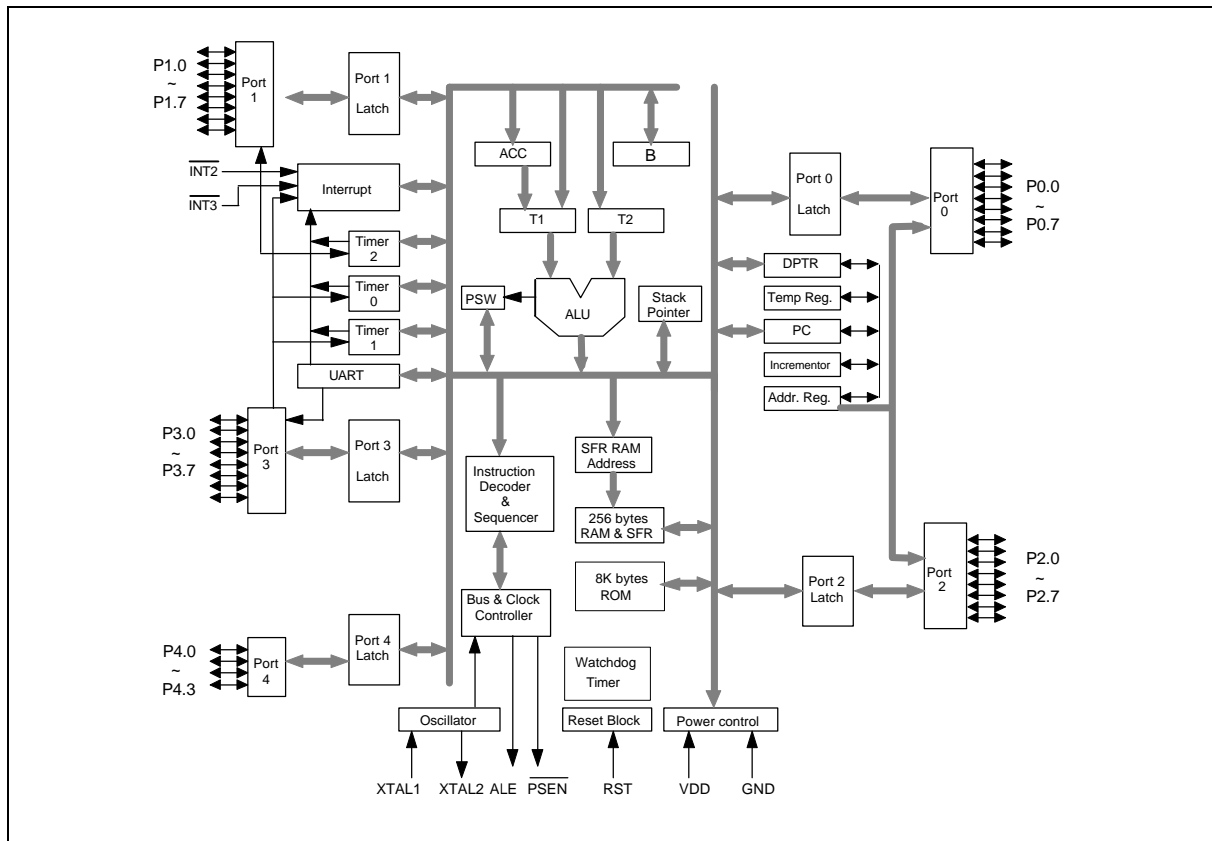 P1.0
~
P1.7
Port
1
Port 1
Latch
INT2
INT3
Interrupt
Timer
2
Timer
0
Timer
1
UART
P3.0
~
P3.7
Port
3
Port 3
Latch
P4.0
~
P4.3
Port
4
Port 4
Latch
ACC
B
T1
T2
PSW
ALU
Stack
Pointer
Instruction
Decoder
&
Sequencer
SFR RAM
Address
256 bytes
RAM & SFR
8K bytes
ROM
Bus & Clock
Controller
Watchdog
Timer
Oscillator
Reset Block
Power control
XTAL1
XTAL2
ALE
PSEN
RST
VDD
GND
Port 0
Latch
Port
0
P0.0
~
P0.7
DPTR
Temp Reg.
PC
Incrementor
Addr. Reg.
Port 2
Latch
Port
2
P2.0
~
P2.7